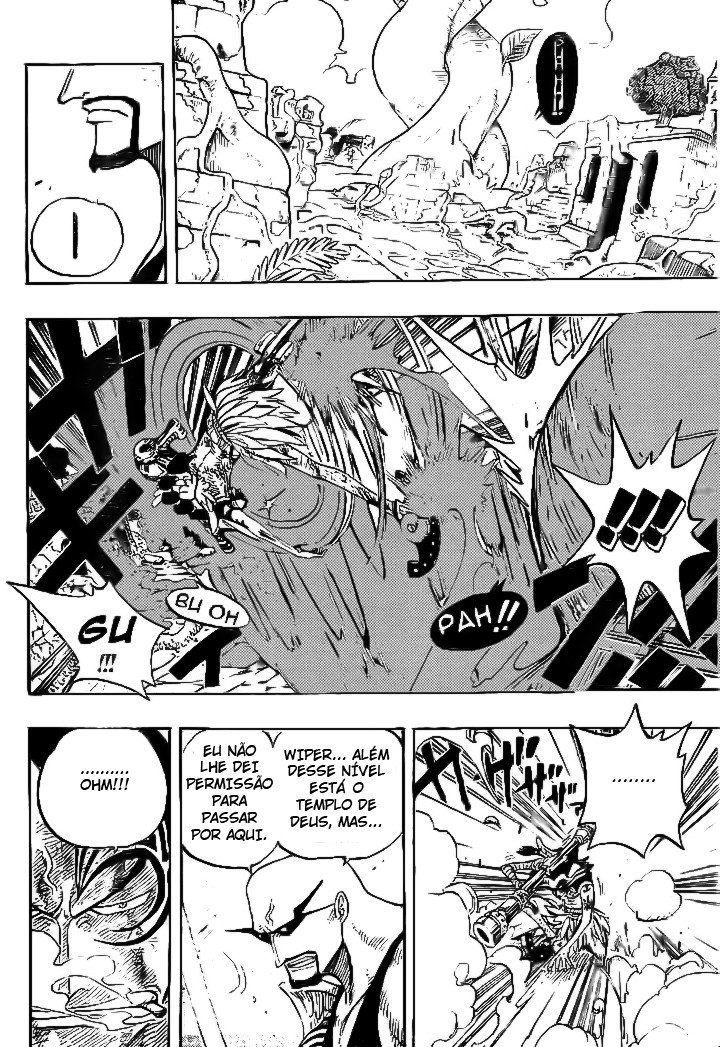 PAH!!
!!!
GU
!!!
BU OH
PAH!!
.........
WIPER... ALÉM
DESSE NÍVEL
ESTÁ O
TEMPLO DE
DEUS, MAS...
EU NÃO
LHE DEI
PERMISSÃO
PARA
PASSAR
POR AQUI.
..........
OHM!!!